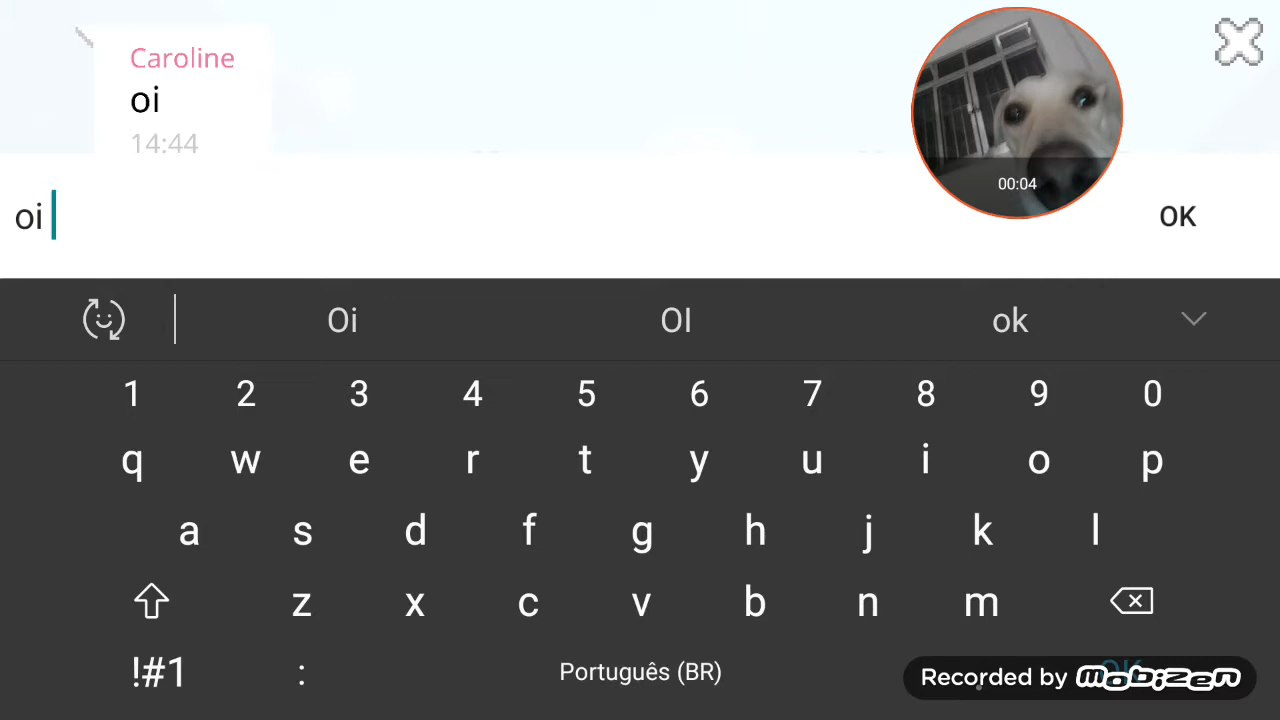 Caroline
oi
14:44
00:04
oi
OK
Oi OI ok
1 2 3 4 5 6 7 8 9 0
q w e r t y u i o p
a s d f g h j k l
z x c v b n m
!#1 : Português (BR) OK
Recorded by mobizen